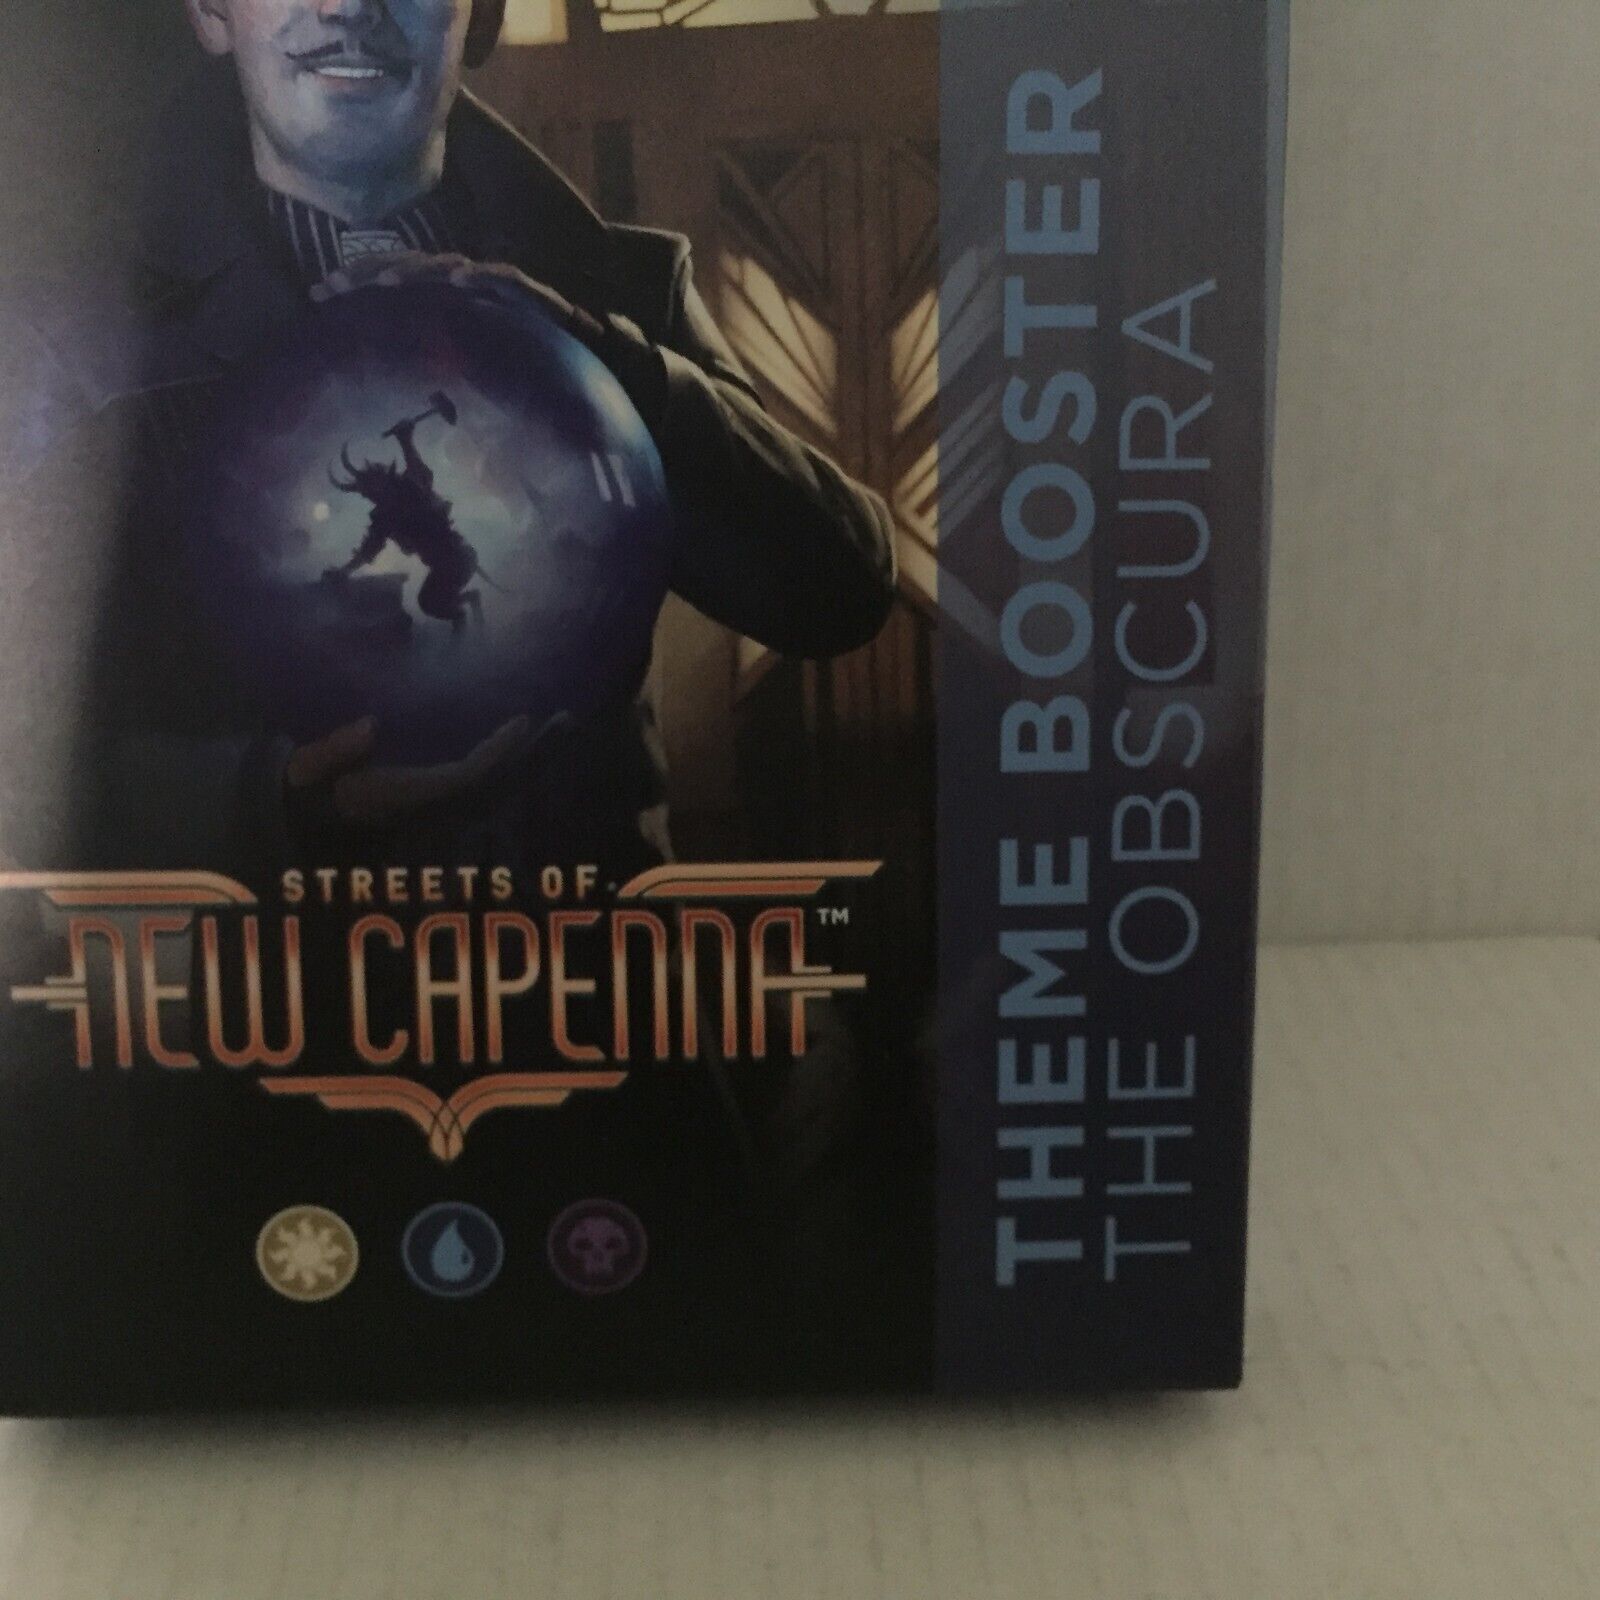 STREETS OF
NEW CAPENNA™
THEME BOOSTER
THE OBSCURA